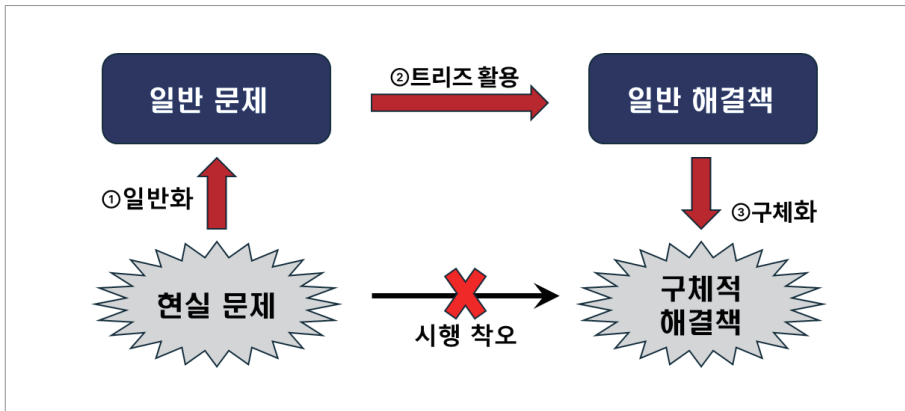 일반 문제
②트리즈 활용
일반 해결책
①일반화
③구체화
현실 문제
시행 착오
구체적
해결책